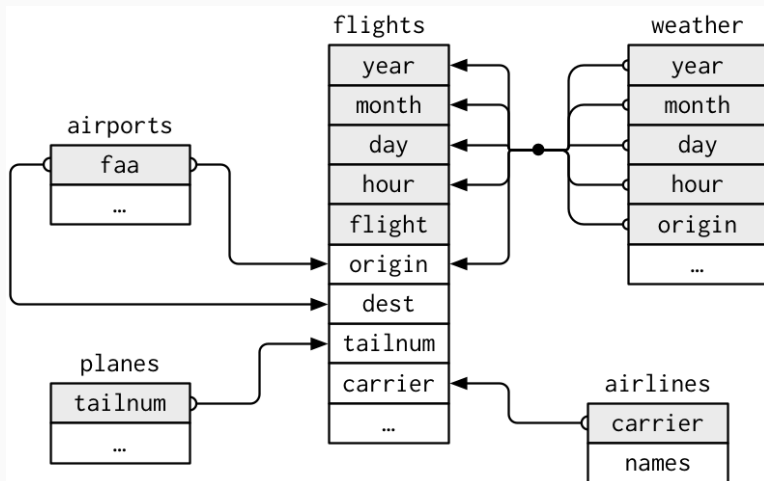 flights
year
month
day
hour
flight
origin
dest
tailnum
carrier
…
weather
year
month
day
hour
origin
…
airports
faa
…
planes
tailnum
…
airlines
carrier
names